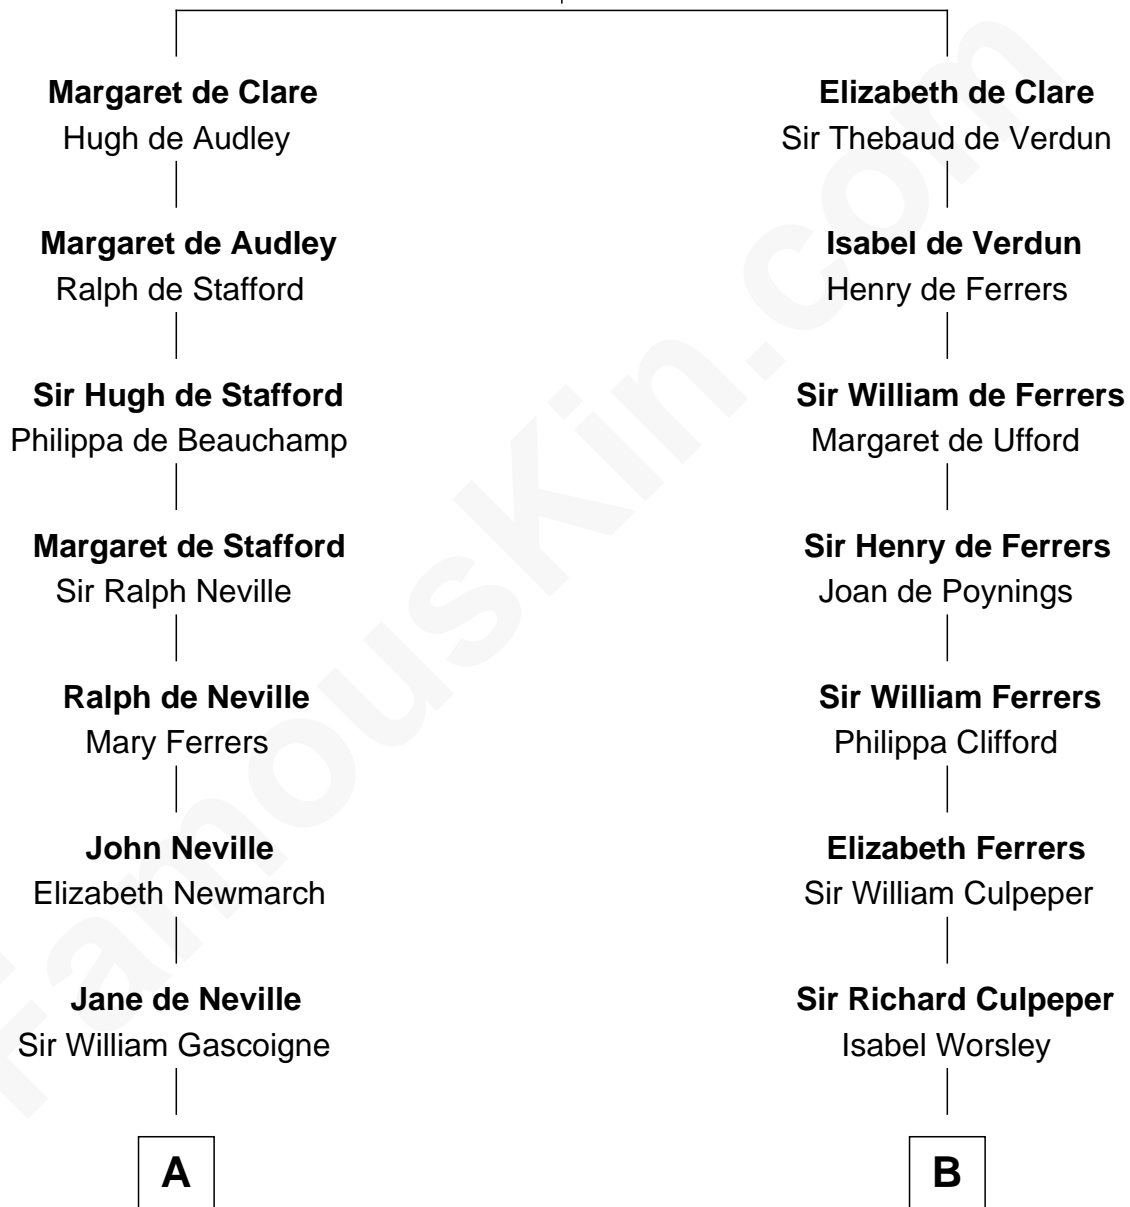 Margaret de Clare
Hugh de Audley
Margaret de Audley
Ralph de Stafford
Sir Hugh de Stafford
Philippa de Beauchamp
Margaret de Stafford
Sir Ralph Neville
Ralph de Neville
Mary Ferrers
John Neville
Elizabeth Newmarch
Jane de Neville
Sir William Gascoigne
A
Elizabeth de Clare
Sir Thebaud de Verdun
Isabel de Verdun
Henry de Ferrers
Sir William de Ferrers
Margaret de Ufford
Sir Henry de Ferrers
Joan de Poynings
Sir William Ferrers
Philippa Clifford
Elizabeth Ferrers
Sir William Culpeper
Sir Richard Culpeper
Isabel Worsley
B
FamousKin.com